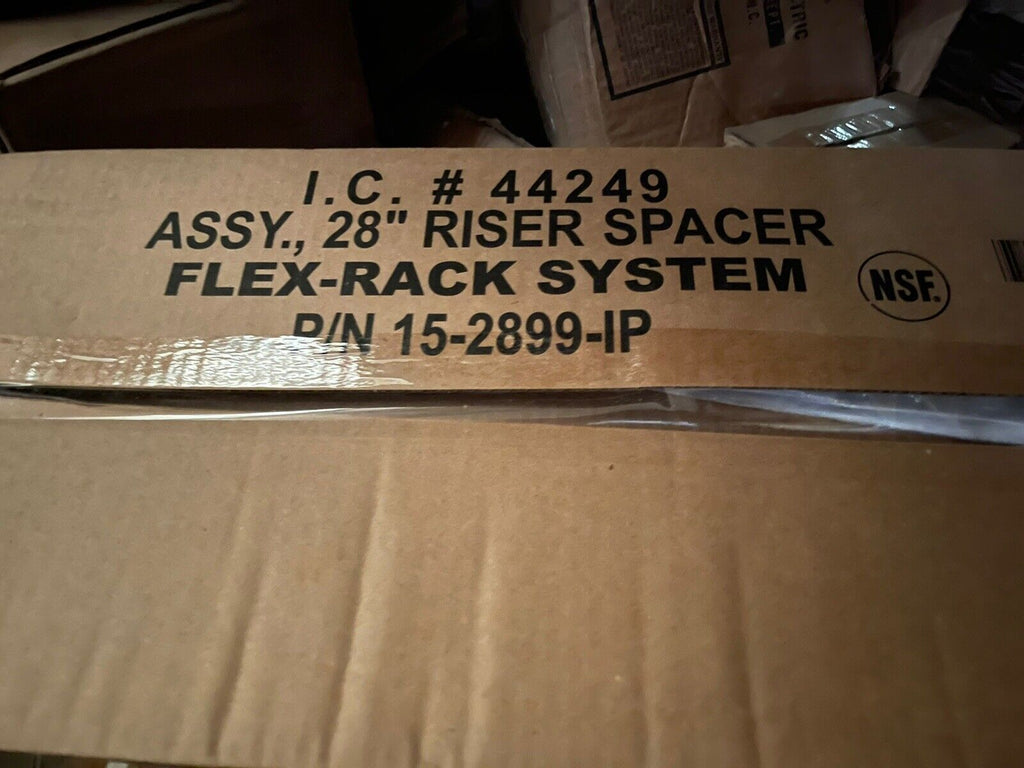 I.C. # 44249
ASSY., 28" RISER SPACER
FLEX-RACK SYSTEM
P/N 15-2899-IP
NSF.